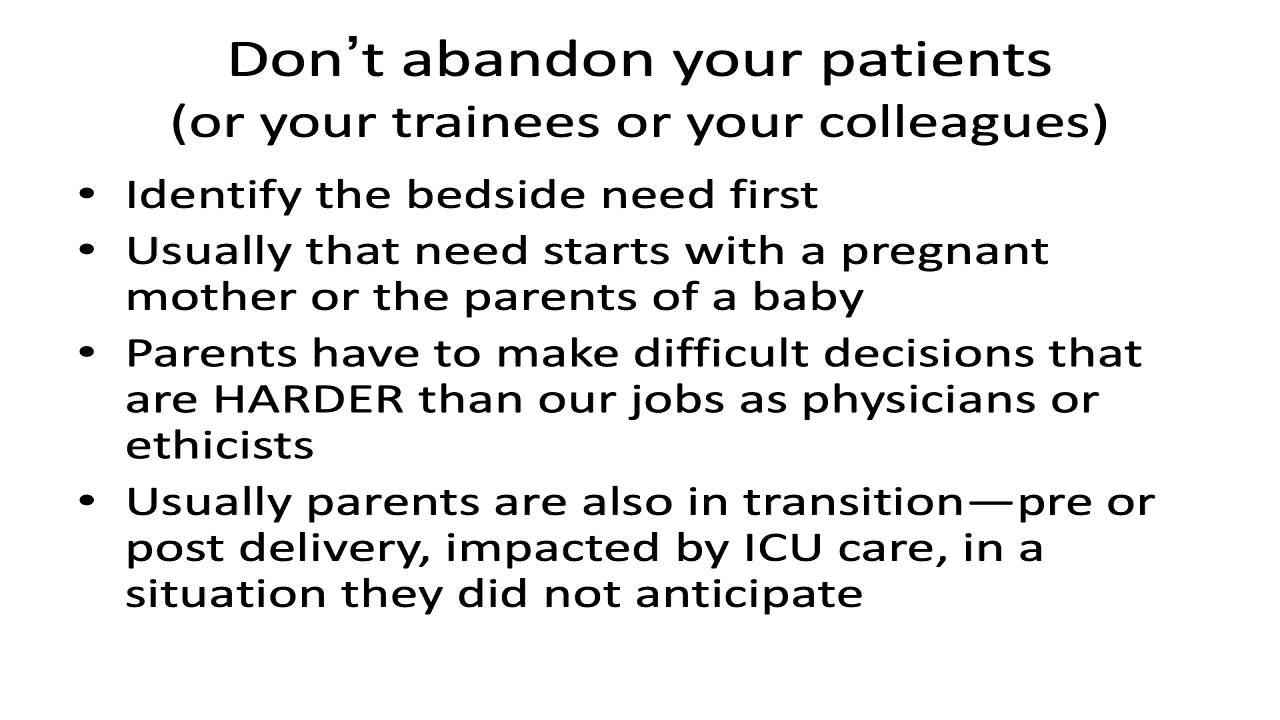 Don’t abandon your patients
(or your trainees or your colleagues)
• Identify the bedside need first
• Usually that need starts with a pregnant
mother or the parents of a baby
• Parents have to make difficult decisions that
are HARDER than our jobs as physicians or
ethicists
• Usually parents are also in transition—pre or
post delivery, impacted by ICU care, in a
situation they did not anticipate